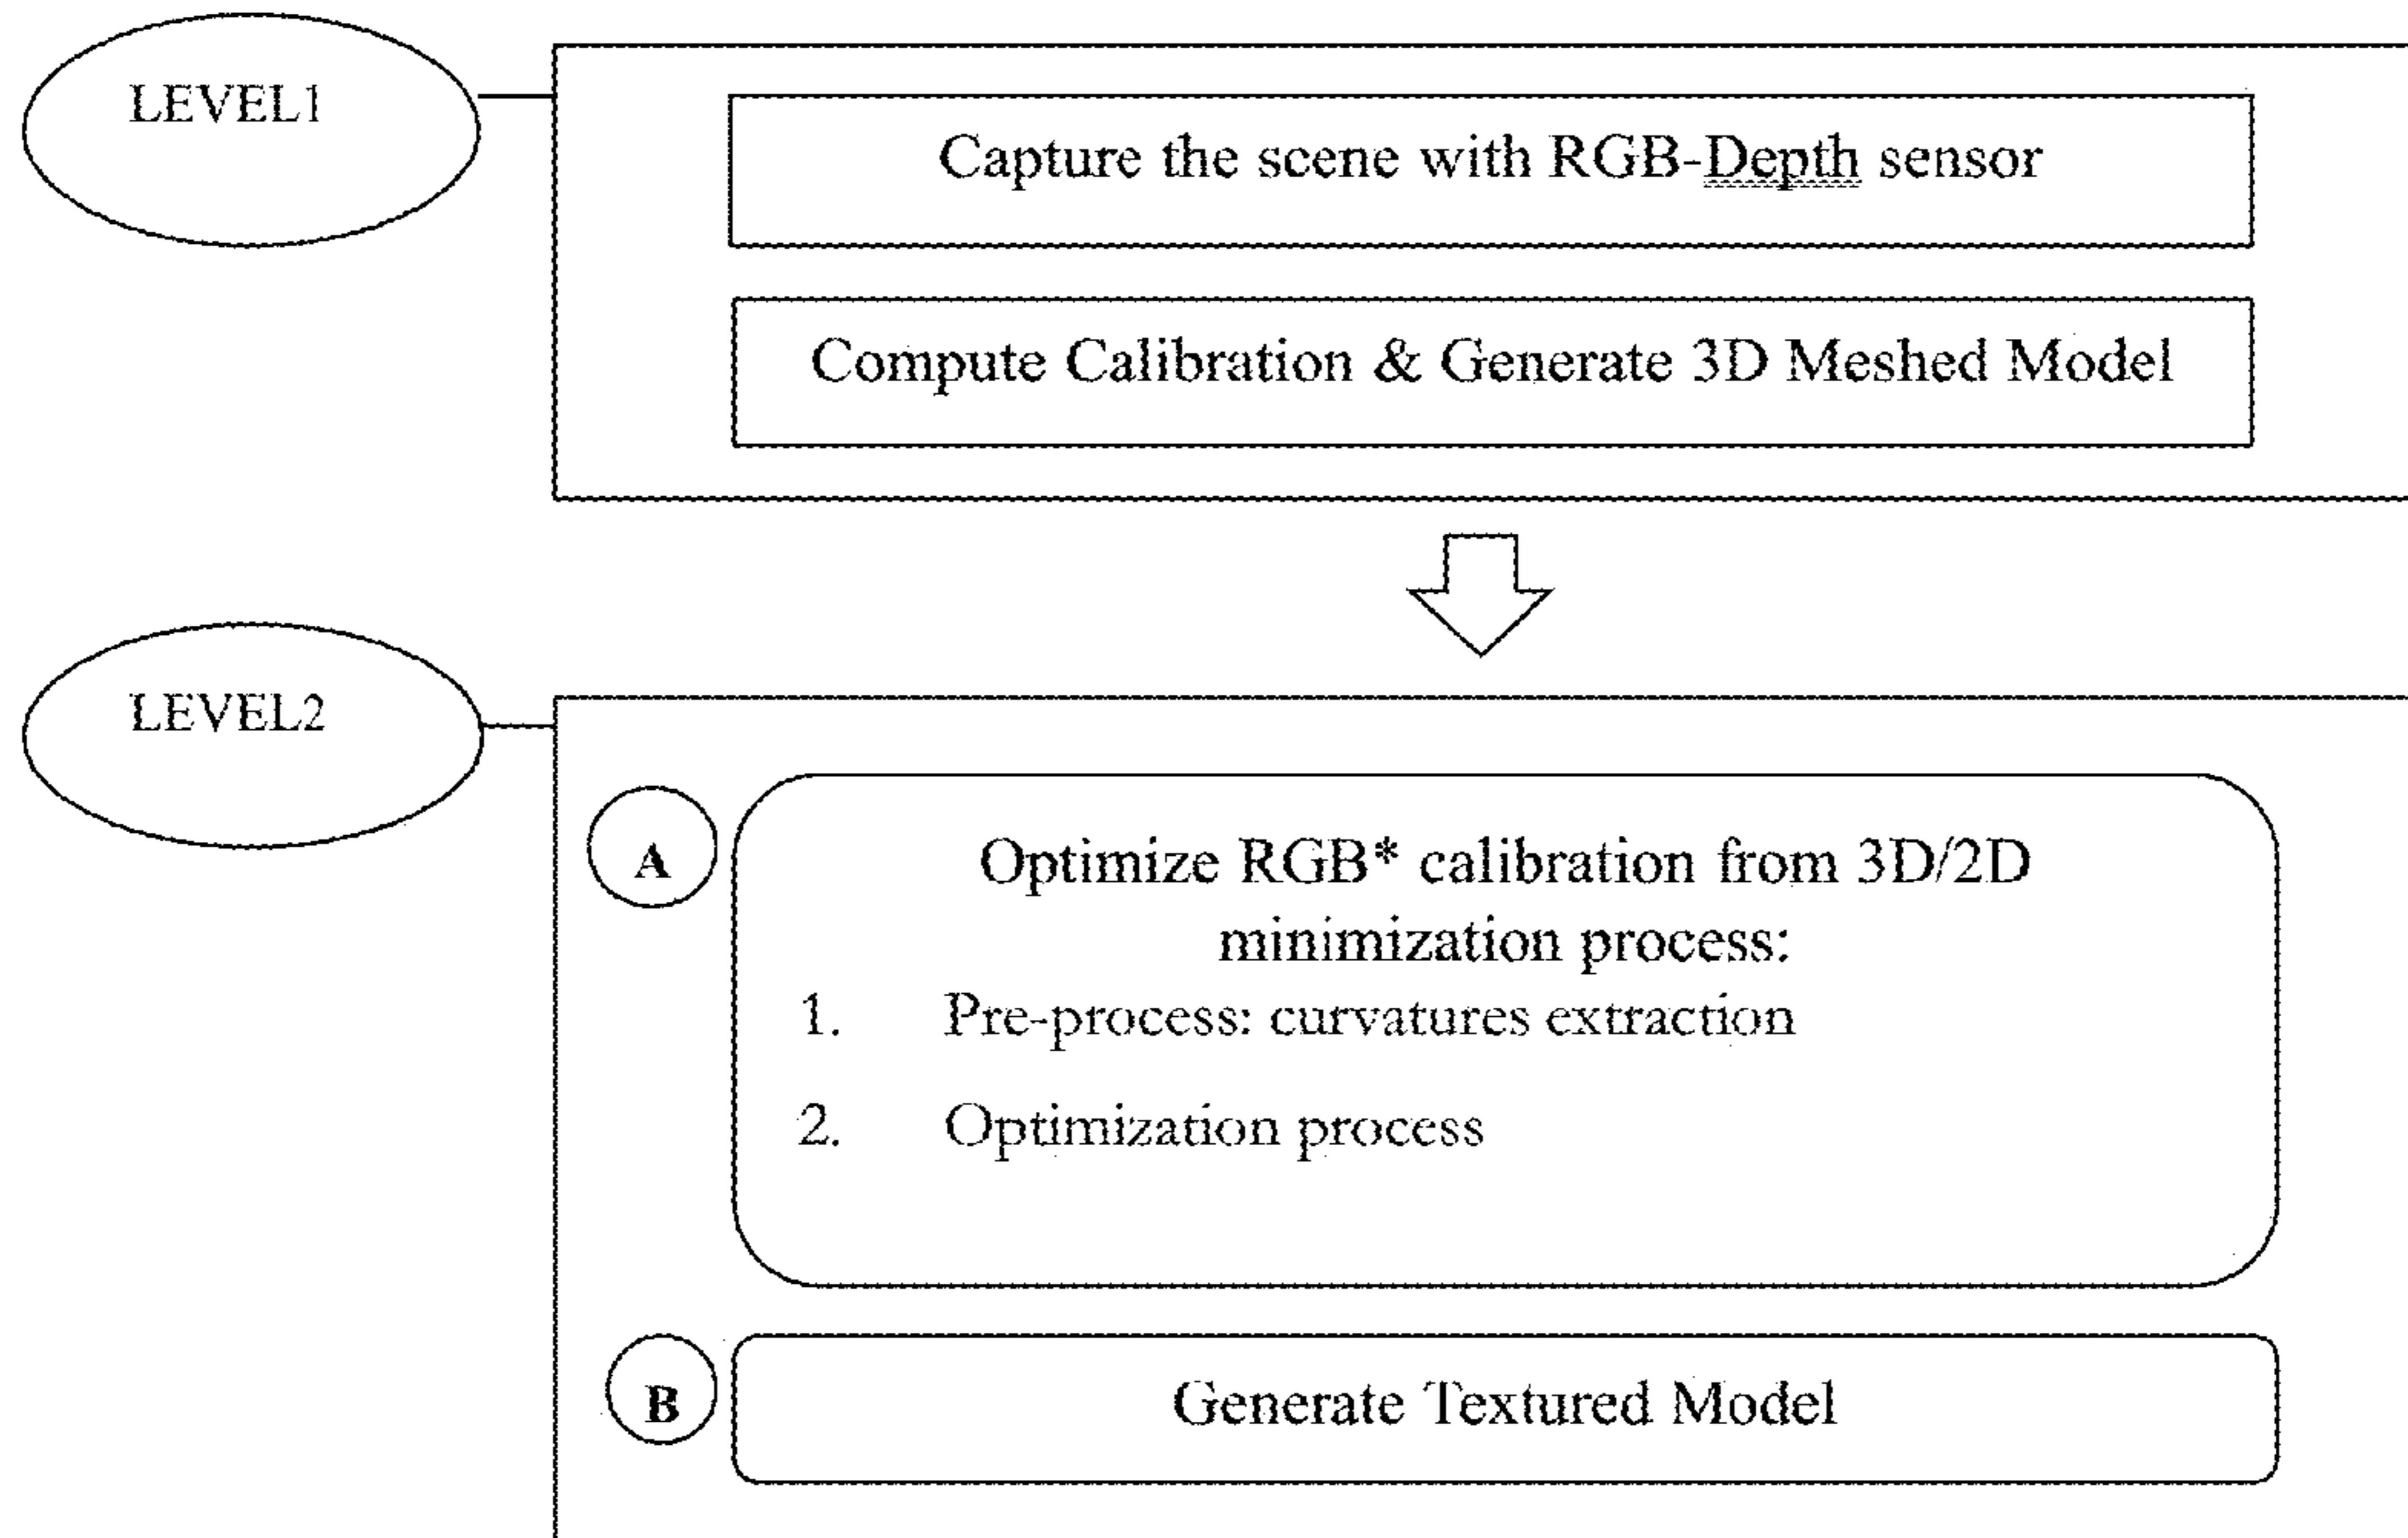 LEVEL1
Capture the scene with RGB-Depth sensor
Compute Calibration & Generate 3D Meshed Model
LEVEL2
A
Optimize RGB* calibration from 3D/2D
minimization process:
1. Pre-process: curvatures extraction
2. Optimization process
B
Generate Textured Model